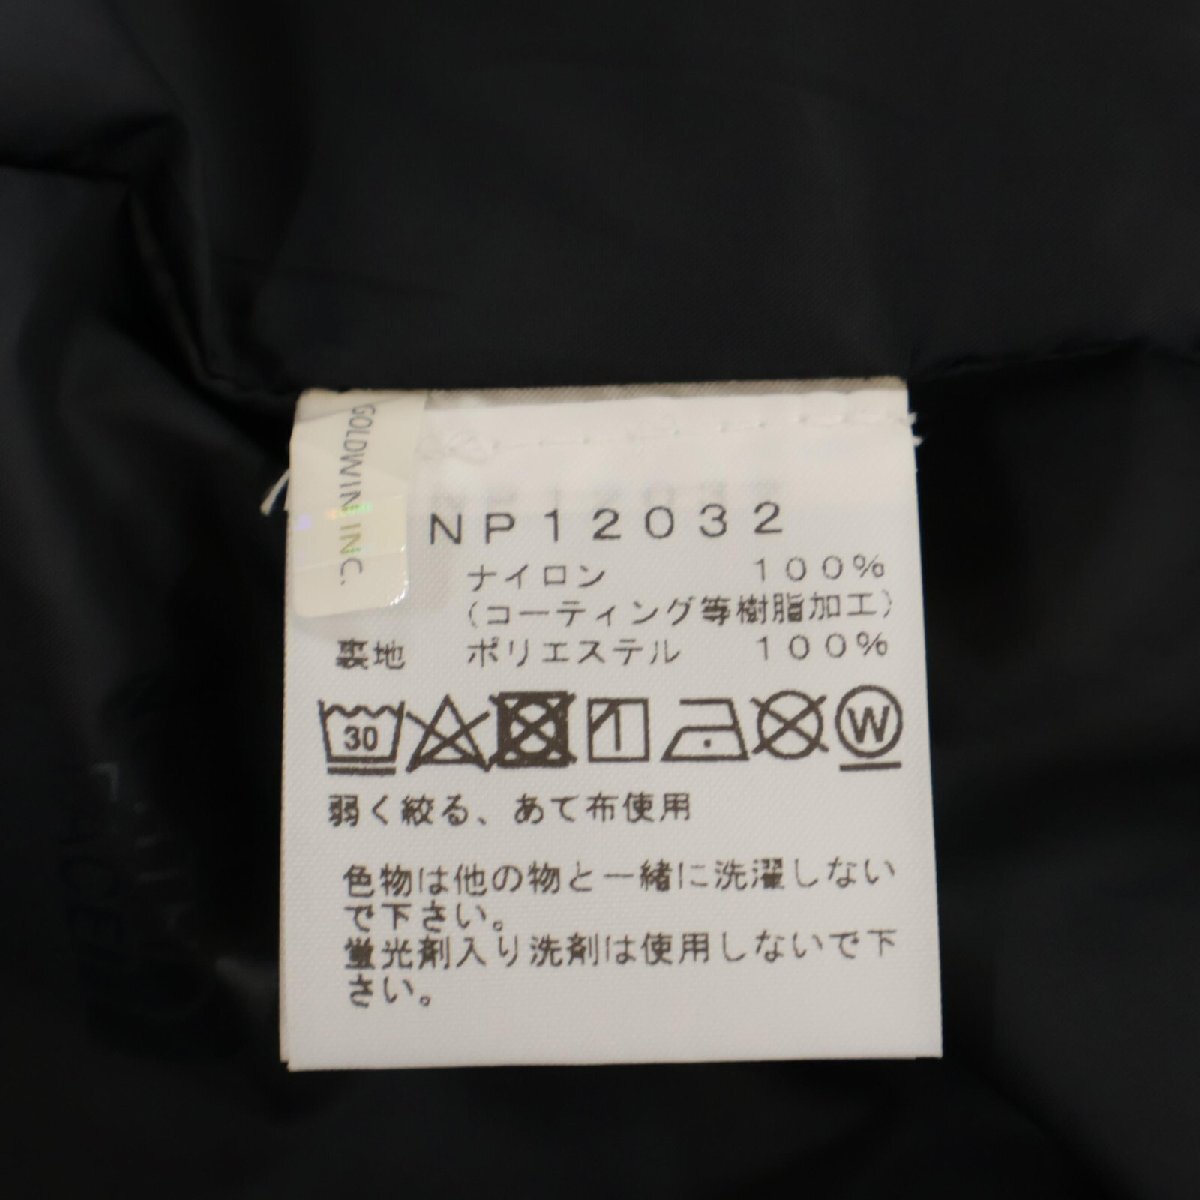 GOLDWIN INC.
NP12032
ナイロン 100%
(コーティング等樹脂加工)
裏地 ポリエステル 100%
30 W
弱く絞る、あて布使用
色物は他の物と一緒に洗濯しない
で下さい。
蛍光剤入り洗剤は使用しないで下
さい。